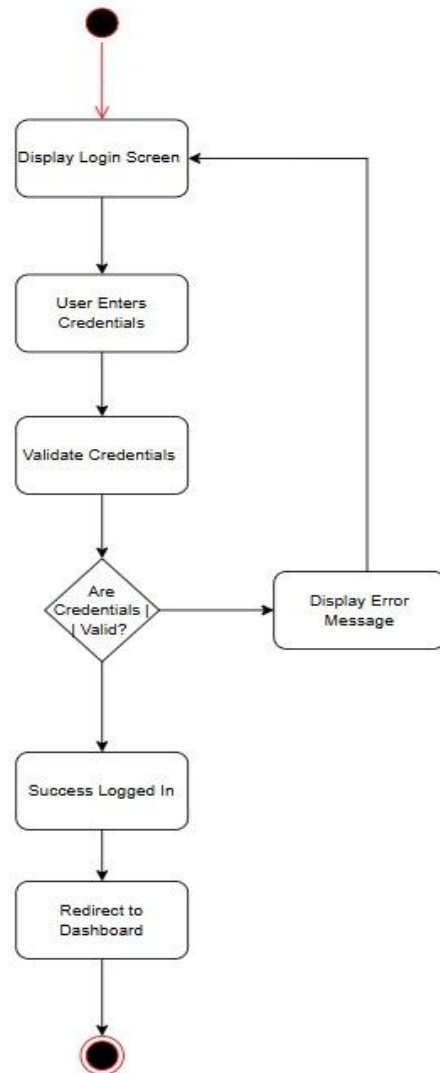 Display Login Screen
User Enters
Credentials
Validate Credentials
Are
Credentials |
| Valid?
Display Error
Message
Success Logged In
Redirect to
Dashboard